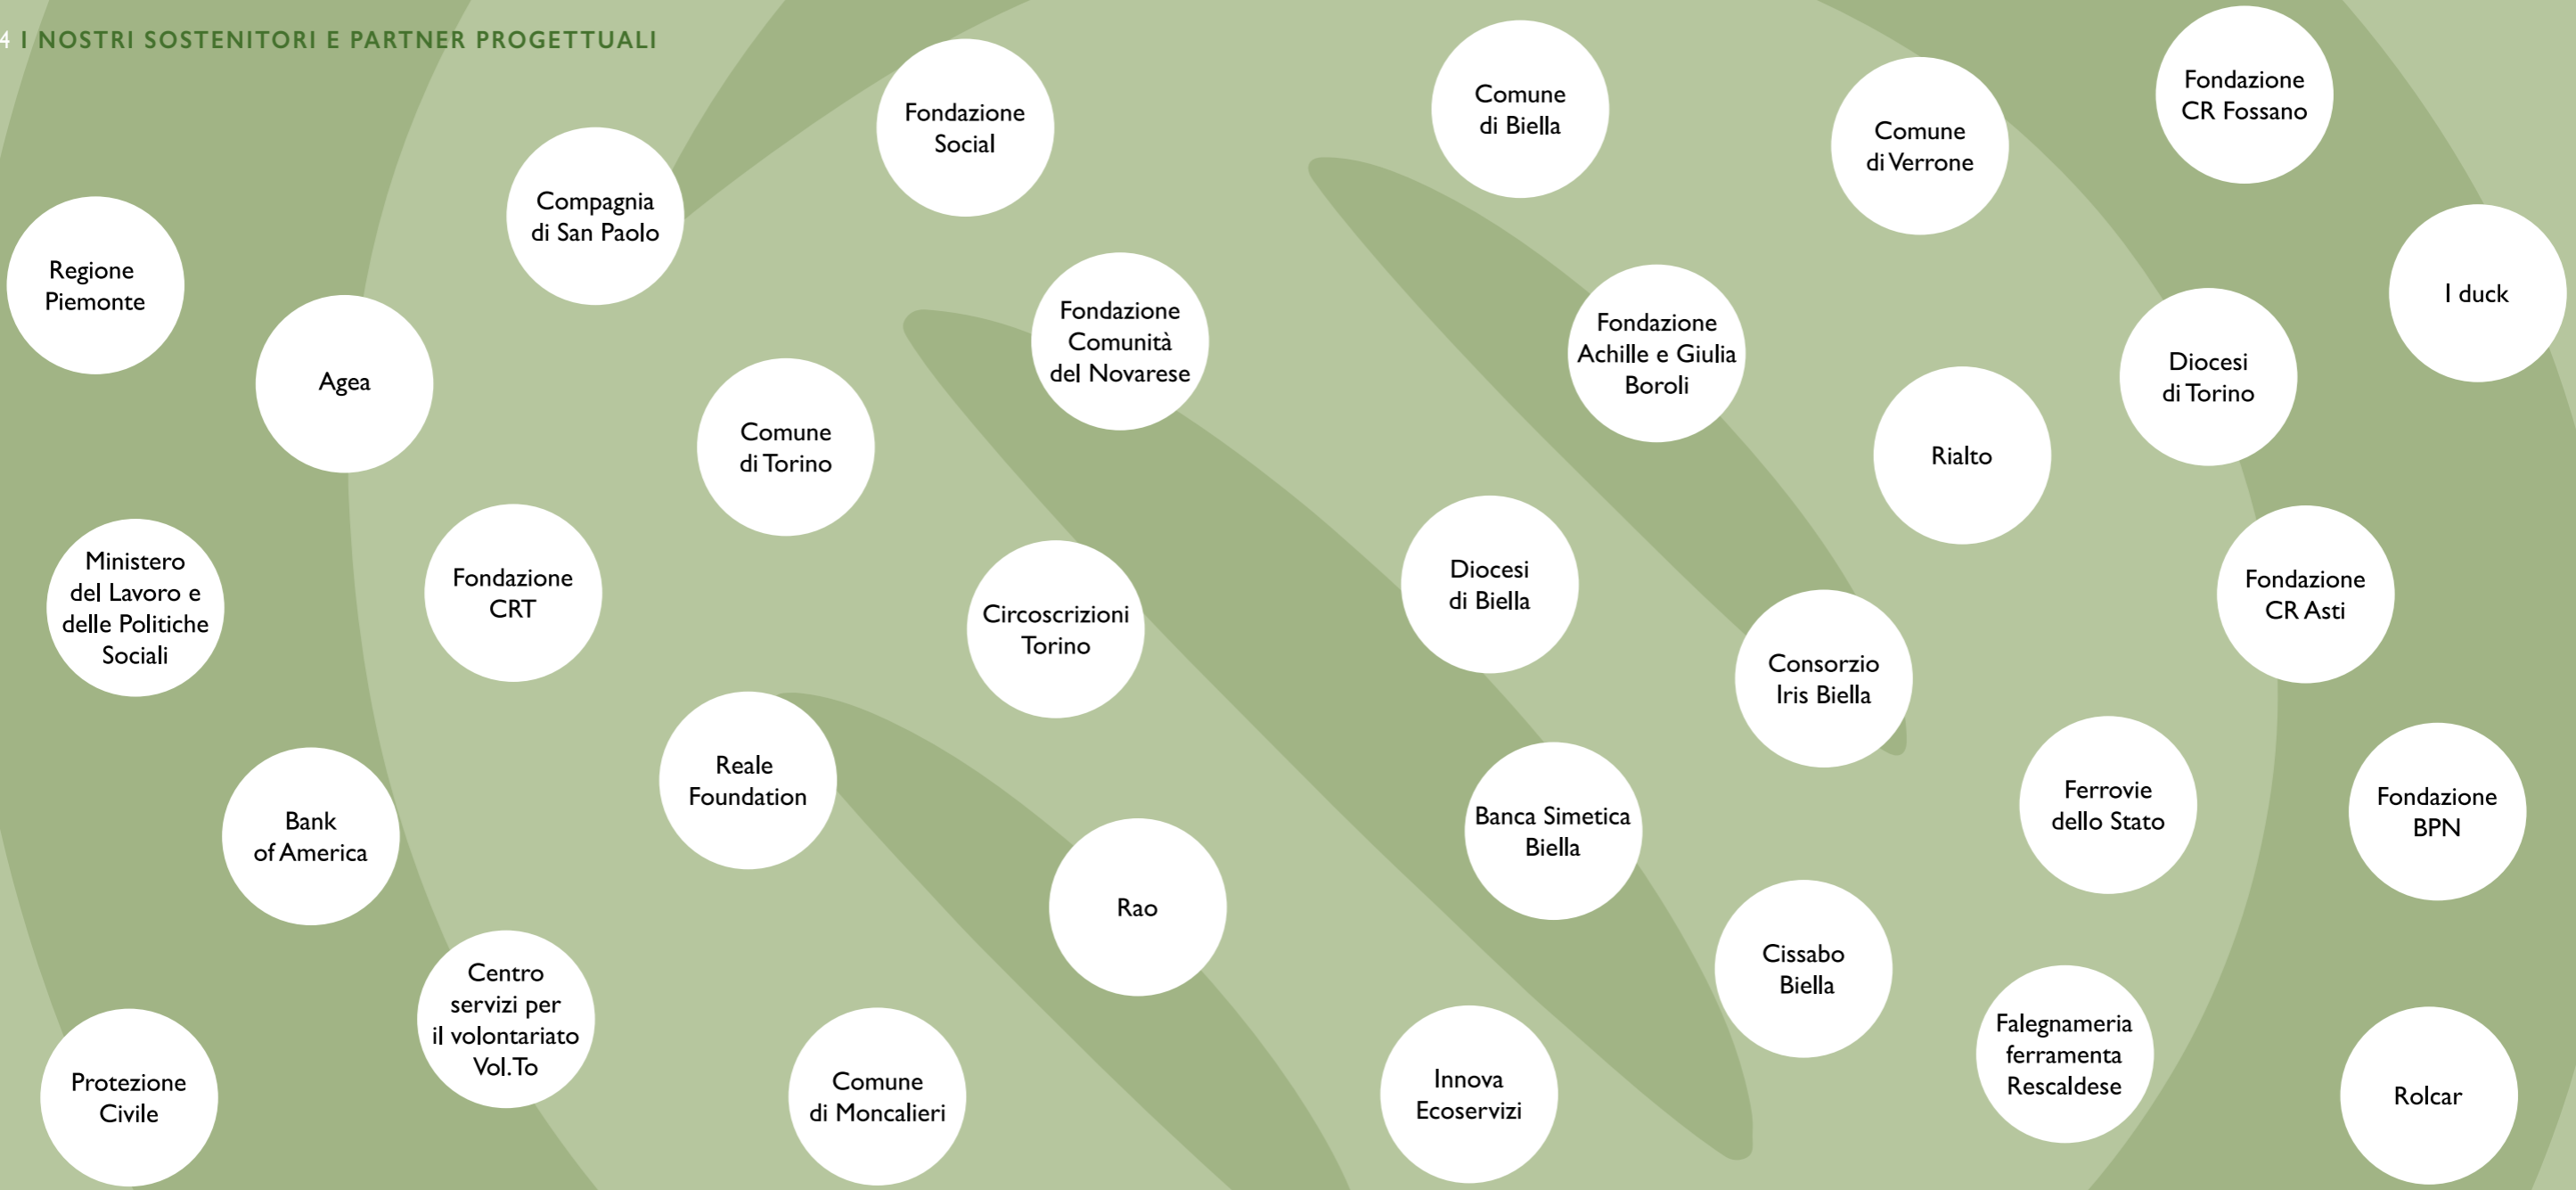 4 I NOSTRI SOSTENITORI E PARTNER PROGETTUALI
Regione
Piemonte
Agea
Compagnia
di San Paolo
Fondazione
Social
Comune
di Biella
Comune
di Verrone
Fondazione
CR Fossano
I duck
Fondazione
Comunità
del Novarese
Fondazione
Achille e Giulia
Boroli
Diocesi
di Torino
Comune
di Torino
Rialto
Ministero
del Lavoro e
delle Politiche
Sociali
Fondazione
CRT
Circoscrizioni
Torino
Diocesi
di Biella
Consorzio
Iris Biella
Fondazione
CR Asti
Bank
of America
Reale
Foundation
Rao
Banca Simetica
Biella
Ferrovie
dello Stato
Fondazione
BPN
Protezione
Civile
Centro
servizi per
il volontariato
Vol.To
Comune
di Moncalieri
Innova
Ecoservizi
Cissabo
Biella
Falegnameria
ferramenta
Rescaldese
Rolcar